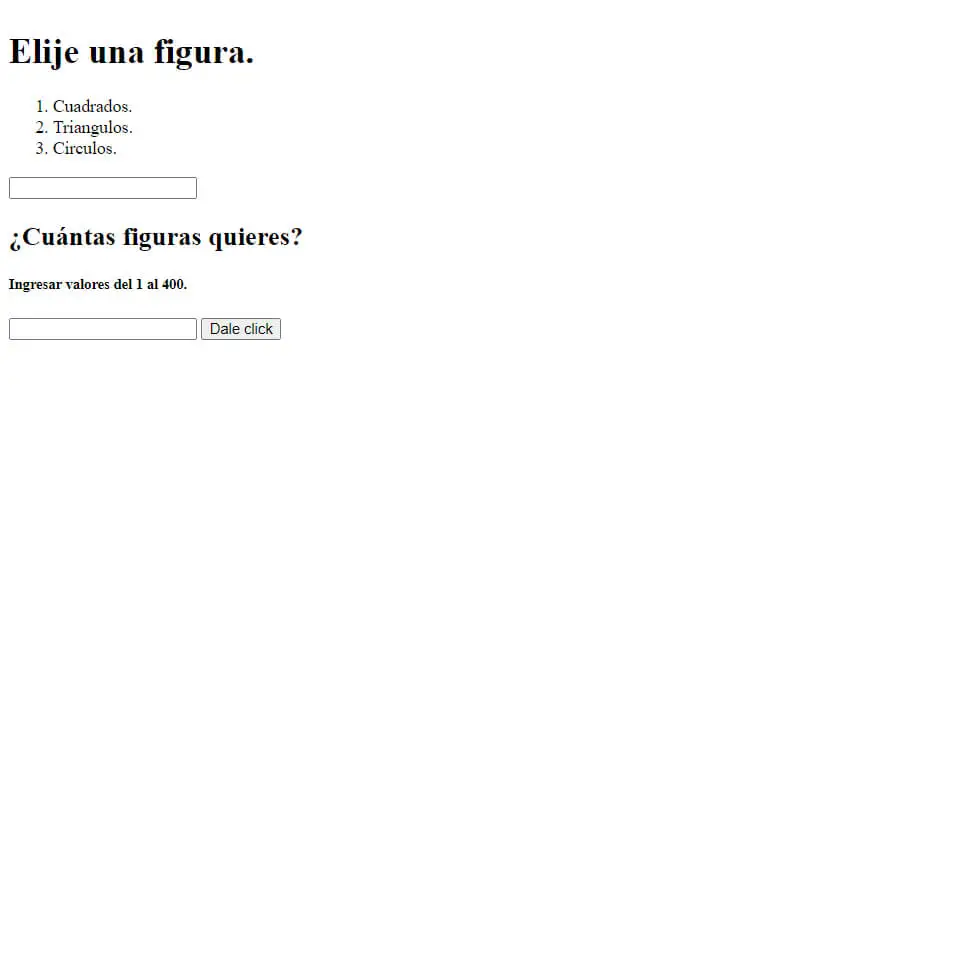 Elije una figura.
1. Cuadrados.
2. Triangulos.
3. Circulos.
¿Cuántas figuras quieres?
Ingresar valores del 1 al 400.
Dale click